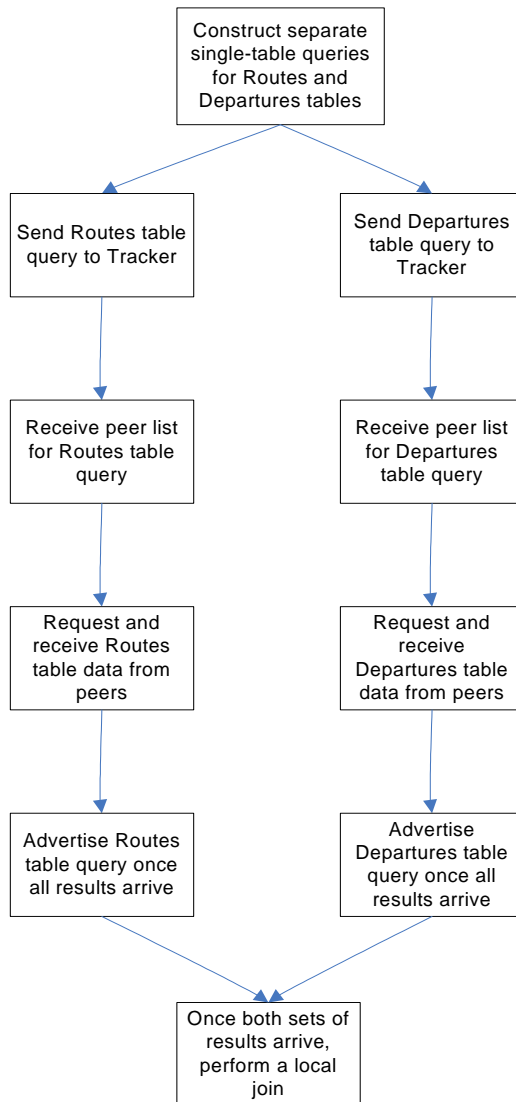 Construct separate
single-table queries
for Routes and
Departures tables
Send Routes table
query to Tracker
Send Departures
table query to
Tracker
Receive peer list
for Routes table
query
Receive peer list
for Departures
table query
Request and
receive Routes
table data from
peers
Request and
receive
Departures table
data from peers
Advertise Routes
table query once
all results arrive
Advertise
Departures table
query once all
results arrive
Once both sets of
results arrive,
perform a local
join